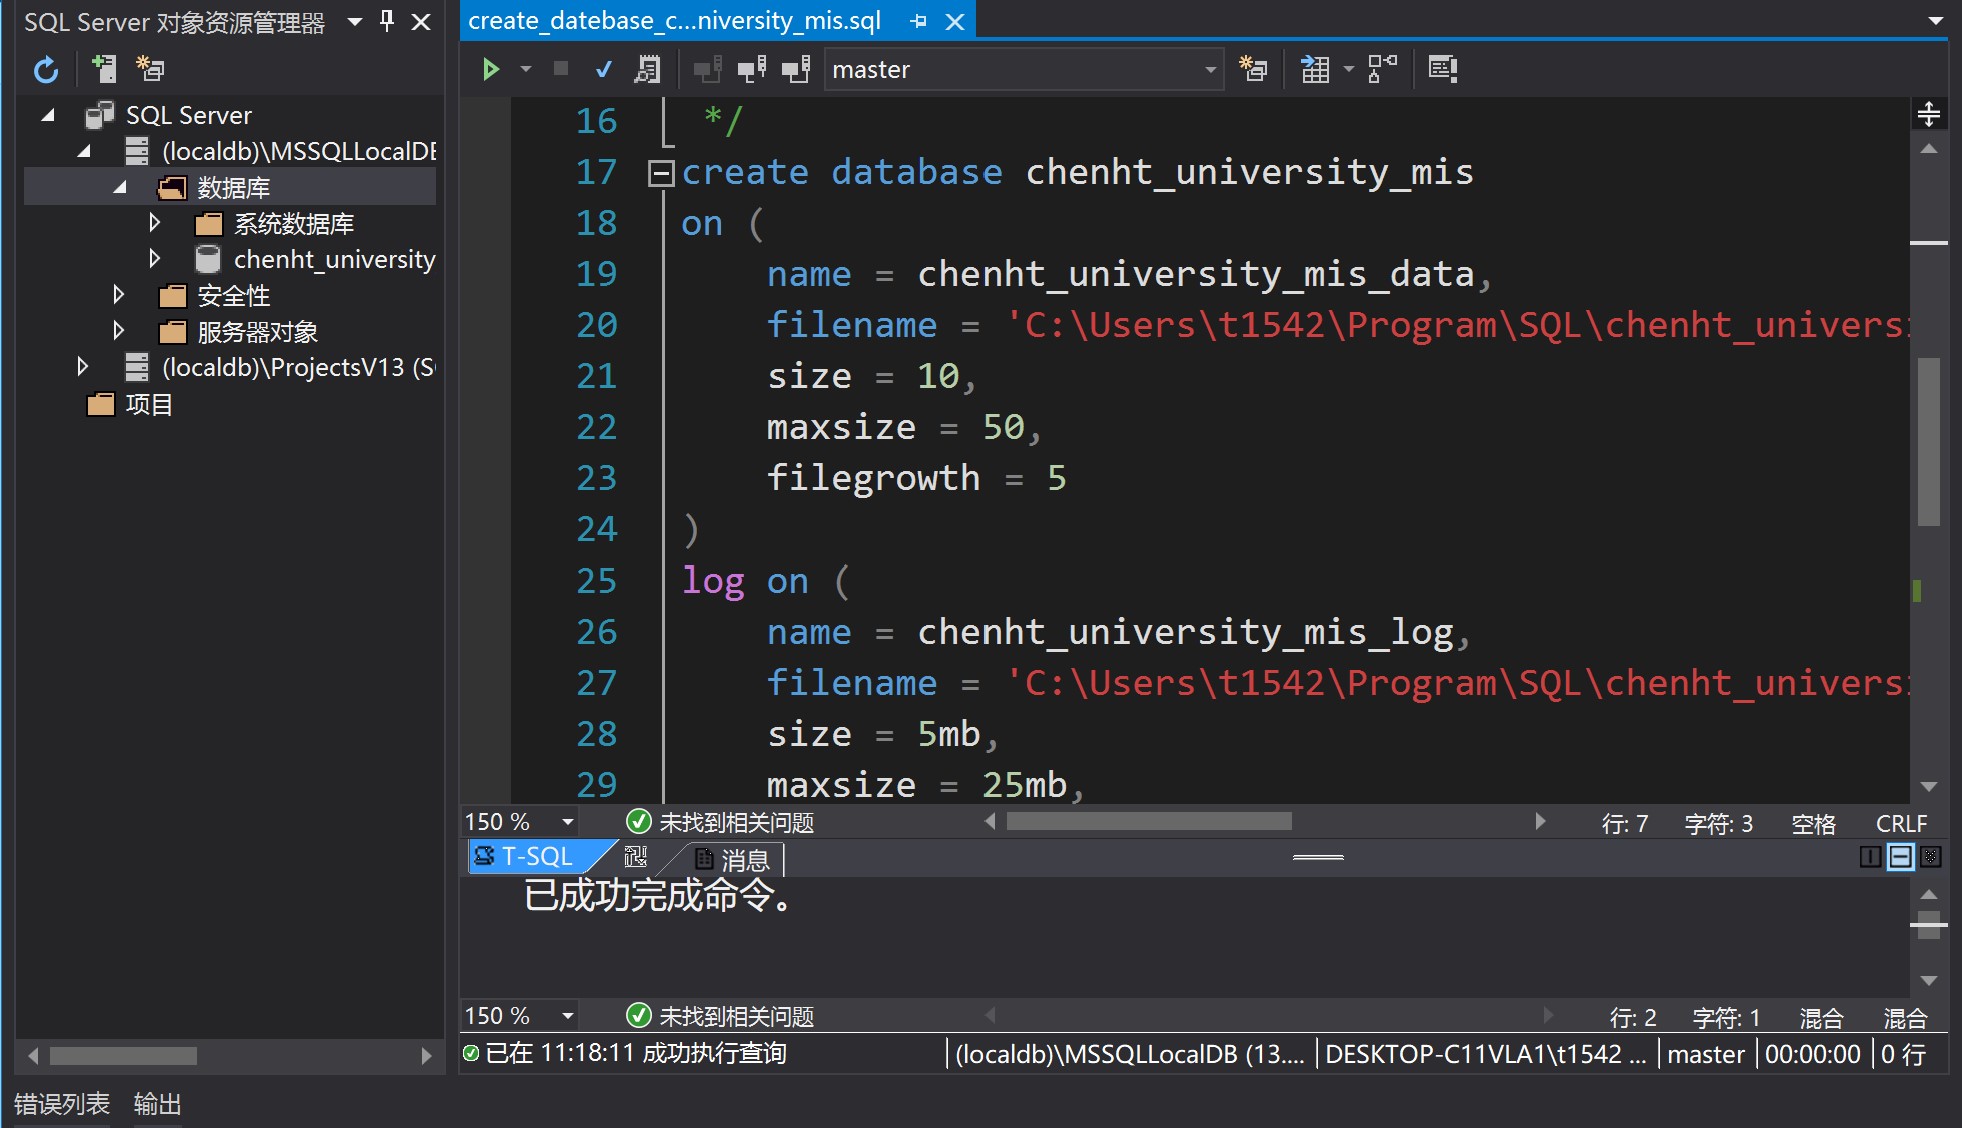 SQL Server 对象资源管理器
SQL Server
(localdb)\MSSQLLocalDB
数据库
系统数据库
chenht_university
安全性
服务器对象
(localdb)\ProjectsV13 (S
项目
create_datebase_c...niversity_mis.sql
master
16 */
17 create database chenht_university_mis
18 on (
19 name = chenht_university_mis_data,
20 filename = 'C:\Users\t1542\Program\SQL\chenht_univers
21 size = 10,
22 maxsize = 50,
23 filegrowth = 5
24 )
25 log on (
26 name = chenht_university_mis_log,
27 filename = 'C:\Users\t1542\Program\SQL\chenht_univers
28 size = 5mb,
29 maxsize = 25mb,
150 % 未找到相关问题 行: 7 字符: 3 空格 CRLF
T-SQL 消息
已成功完成命令。
150 % 未找到相关问题 行: 2 字符: 1 混合 混合
已在 11:18:11 成功执行查询 (localdb)\MSSQLLocalDB (13.... DESKTOP-C11VLA1\t1542 ... master 00:00:00 0 行
错误列表 输出